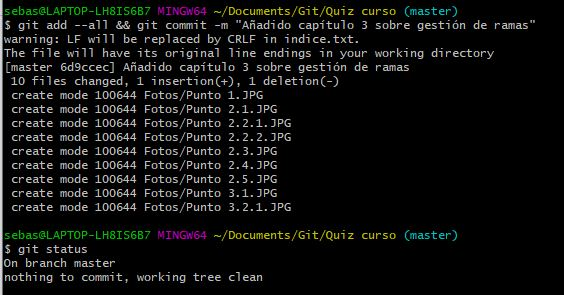 sebas@LAPTOP-LH8IS6B7 MINGW64 ~/Documents/Git/Quiz curso (master)
$ git add --all && git commit -m "Añadido capítulo 3 sobre gestión de ramas"
warning: LF will be replaced by CRLF in indice.txt.
The file will have its original line endings in your working directory
[master 6d9ccec] Añadido capítulo 3 sobre gestión de ramas
 10 files changed, 1 insertion(+), 1 deletion(-)
 create mode 100644 Fotos/Punto 1.JPG
 create mode 100644 Fotos/Punto 2.1.JPG
 create mode 100644 Fotos/Punto 2.2.1.JPG
 create mode 100644 Fotos/Punto 2.2.2.JPG
 create mode 100644 Fotos/Punto 2.3.JPG
 create mode 100644 Fotos/Punto 2.4.JPG
 create mode 100644 Fotos/Punto 2.5.JPG
 create mode 100644 Fotos/Punto 3.1.JPG
 create mode 100644 Fotos/Punto 3.2.1.JPG
sebas@LAPTOP-LH8IS6B7 MINGW64 ~/Documents/Git/Quiz curso (master)
$ git status
On branch master
nothing to commit, working tree clean